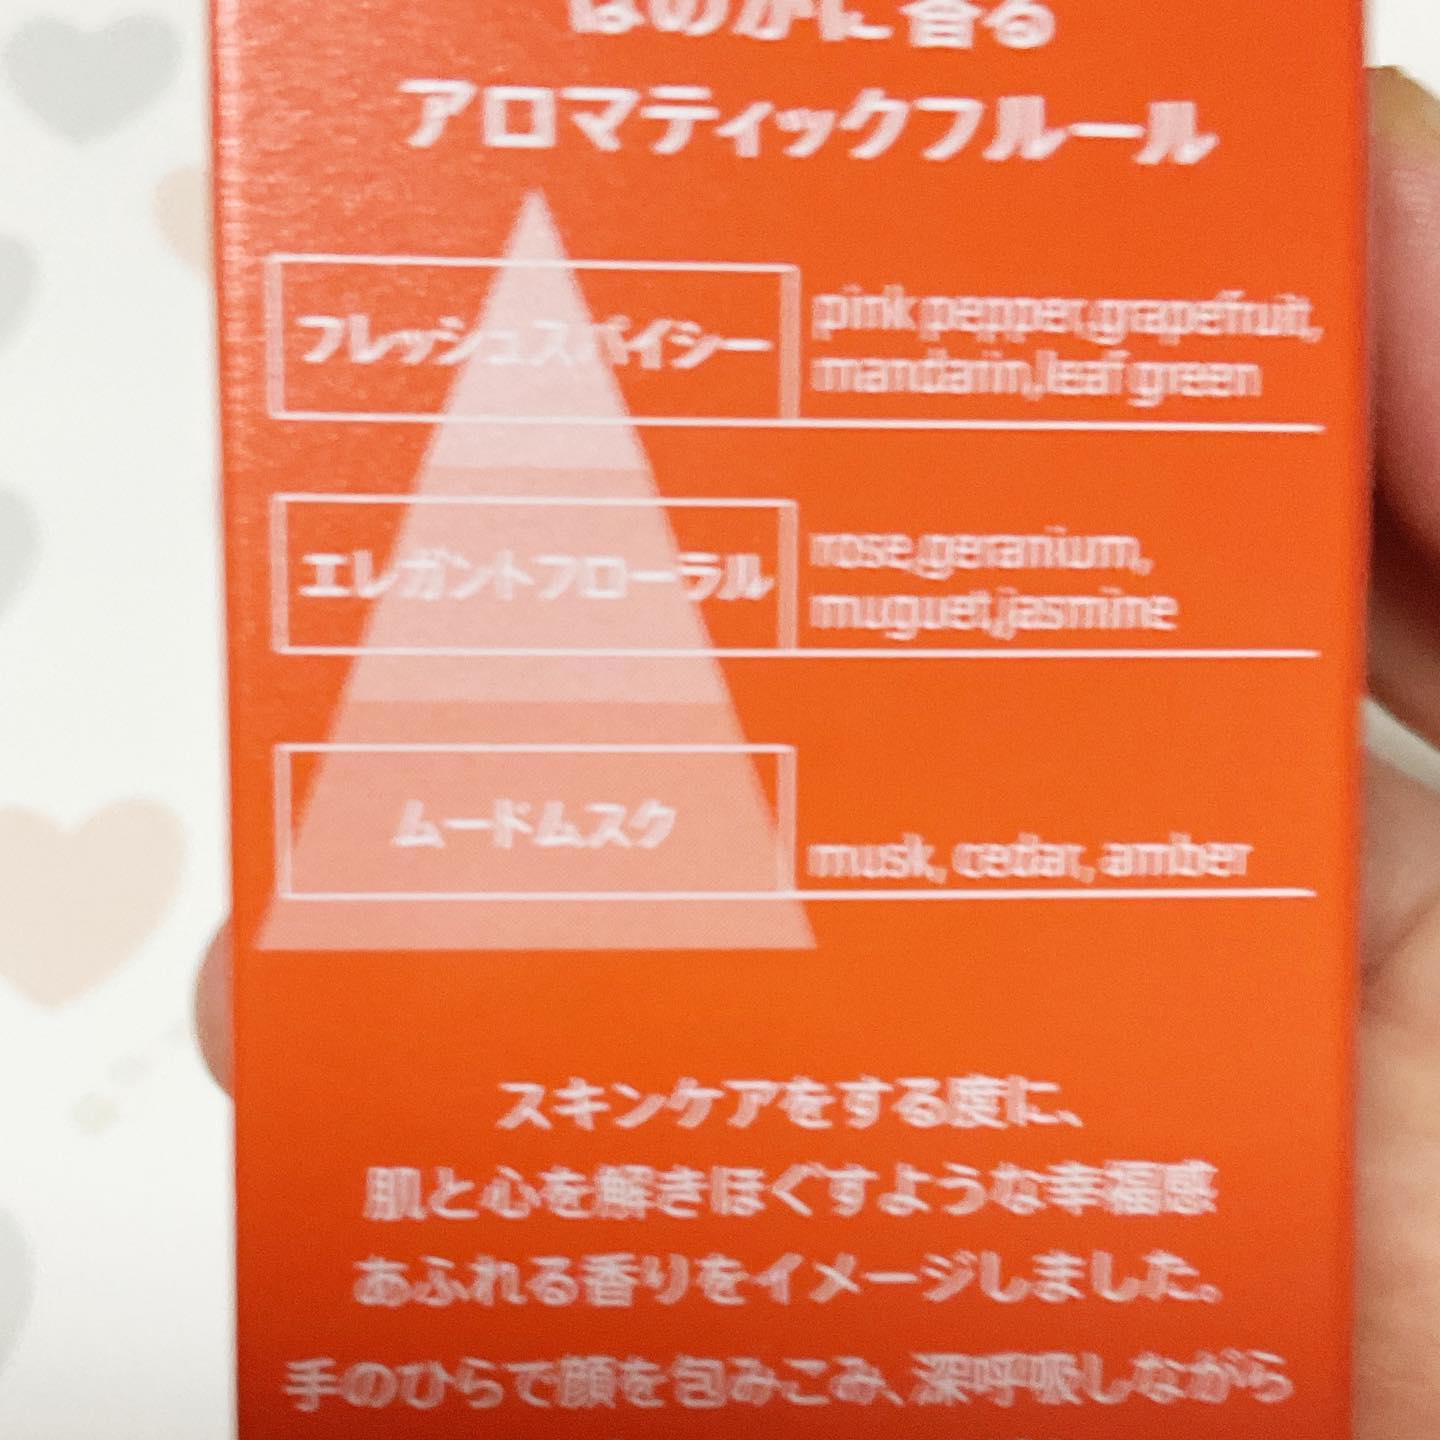 ほのかに香る
アロマティックフルール
フレッシュスパイシー
pink pepper,grapefruit,
mandarin,leaf green
エレガントフローラル
rose,geranium,
muguet,jasmine
ムードムスク
musk, cedar, amber
スキンケアをする度に、
肌と心を解きほぐすような幸福感
あふれる香りをイメージしました。
手のひらで顔を包みこみ、深呼吸しながら